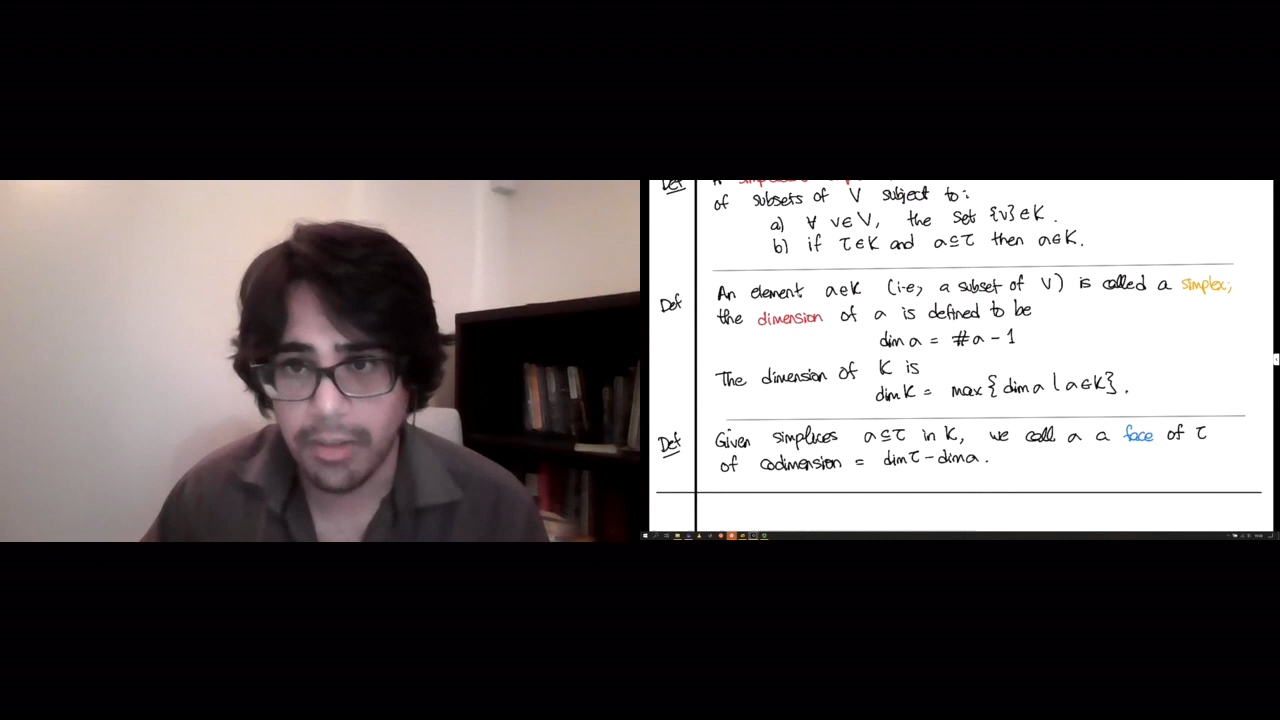 Def
of subsets of V subject to:
a) ∀ v∈V, the set {v}∈K.
b) if τ∈K and a⊆τ then a∈K.
Def An element a∈K (i.e, a subset of V) is called a simplex;
the dimension of a is defined to be
dim a = #a - 1
The dimension of K is
dim K = max{dim a | a∈K}.
Def Given simplices a⊆τ in K, we call a a face of τ
of codimension = dim τ - dim a.